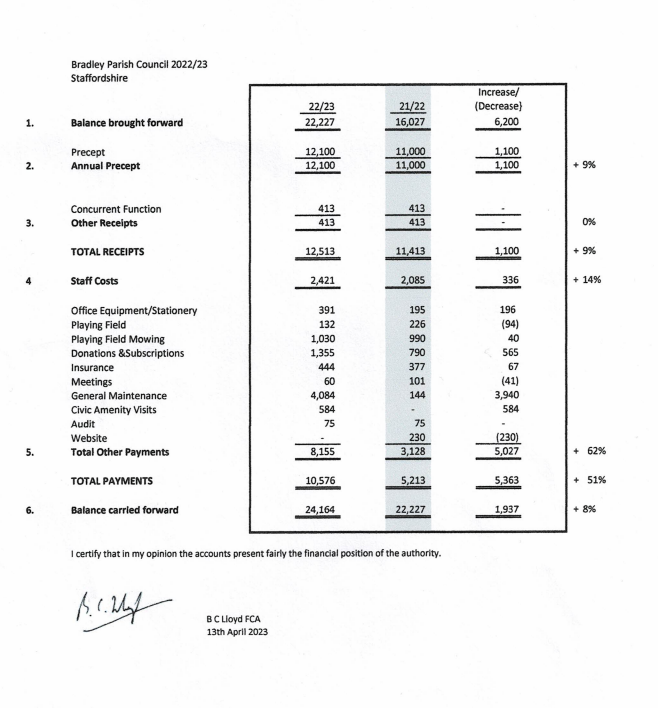 Bradley Parish Council 2022/23
Staffordshire
Increase/
22/23 21/22 (Decrease}
1. Balance brought forward 22,227 16,027 6,200
Precept 12,100 11,000 1,100
2. Annual Precept 12,100 11,000 1,100 + 9%
Concurrent Function 413 413 -
3. Other Receipts 413 413 - 0%
TOTAL RECEIPTS 12,513 11,413 1,100 + 9%
4 Staff Costs 2,421 2,085 336 + 14%
Office Equipment/Stationery 391 195 196
Playing Field 132 226 (94)
Playing Field Mowing 1,030 990 40
Donations &Subscriptions 1,355 790 565
Insurance 444 377 67
Meetings 60 101 (41)
General Maintenance 4,084 144 3,940
Civic Amenity Visits 584 - 584
Audit 75 75 -
Website - 230 (230)
5. Total Other Payments 8,155 3,128 5,027 + 62%
TOTAL PAYMENTS 10,576 5,213 5,363 + 51%
6. Balance carried forward 24,164 22,227 1,937 + 8%
I certify that in my opinion the accounts present fairly the financial position of the authority.
B C Lloyd FCA
13th April 2023